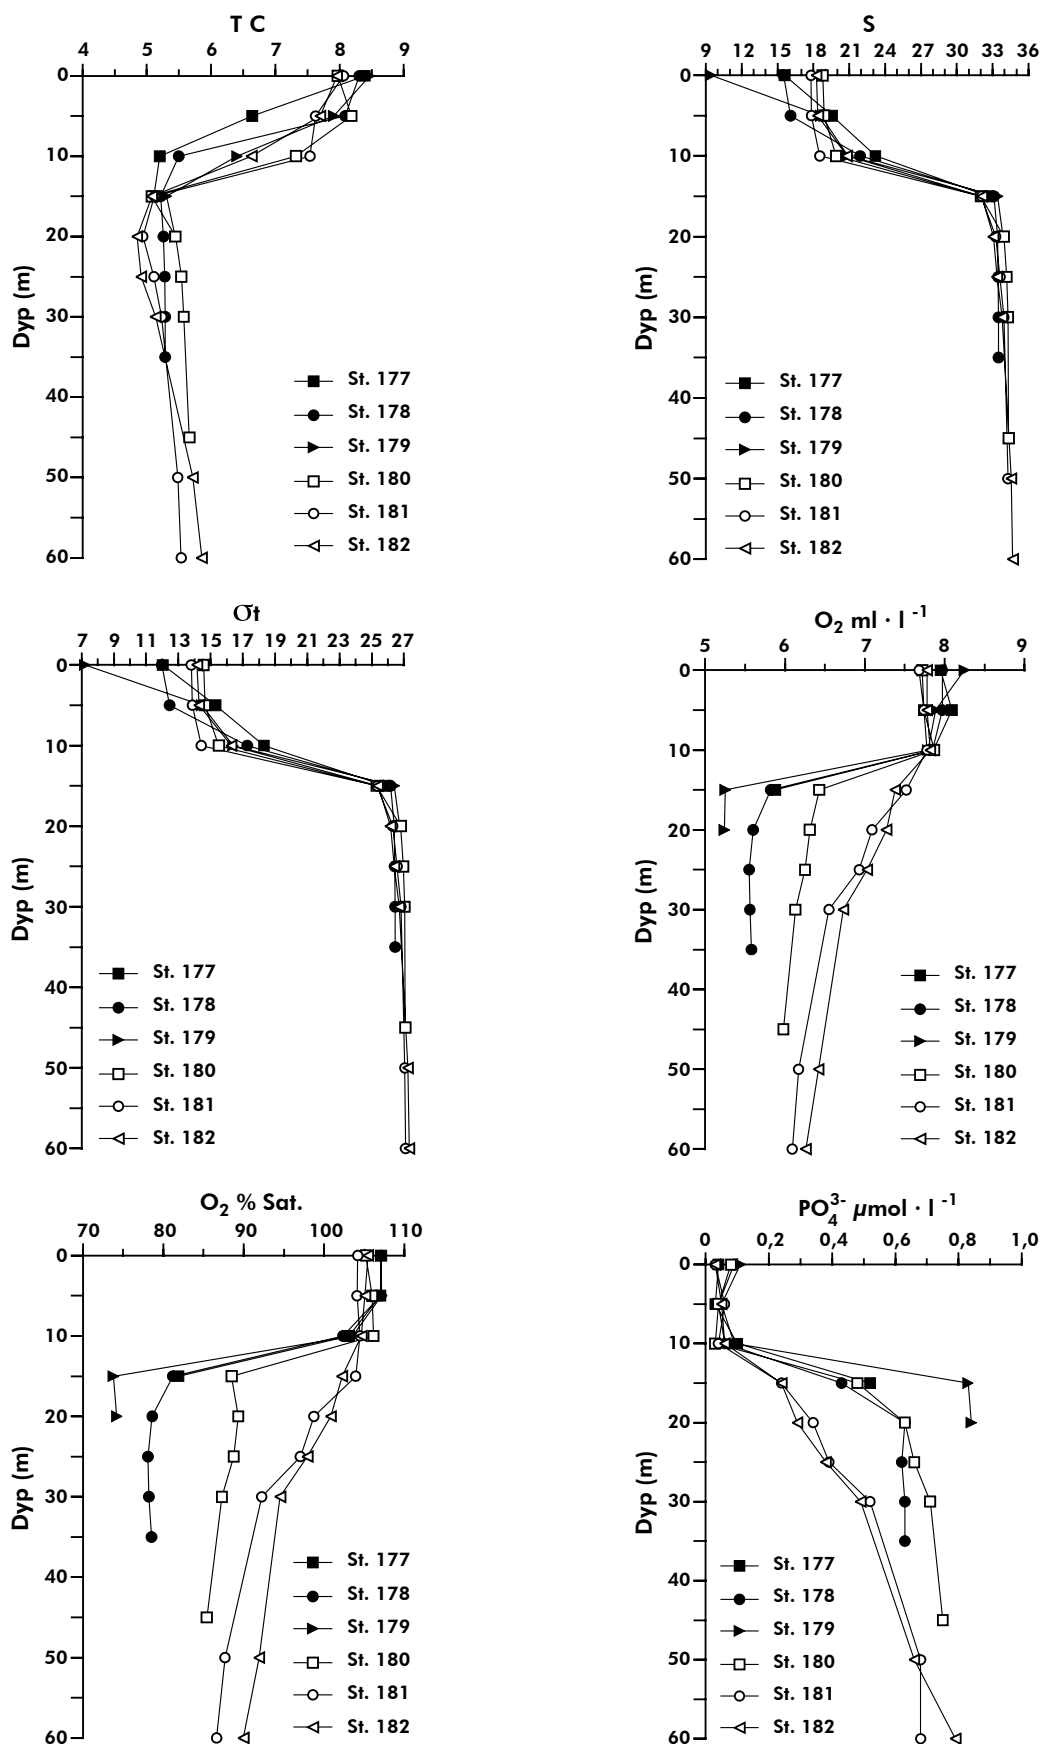 T C
4 5 6 7 8 9
0
10
20
30
40
50
60
Dyp (m)
St. 177
St. 178
St. 179
St. 180
St. 181
St. 182
S
9 12 15 18 21 24 27 30 33 36
0
10
20
30
40
50
60
Dyp (m)
St. 177
St. 178
St. 179
St. 180
St. 181
St. 182
σt
7 9 11 13 15 17 19 21 23 25 27
0
10
20
30
40
50
60
Dyp (m)
St. 177
St. 178
St. 179
St. 180
St. 181
St. 182
O₂ ml · l ⁻¹
5 6 7 8 9
0
10
20
30
40
50
60
Dyp (m)
St. 177
St. 178
St. 179
St. 180
St. 181
St. 182
O₂ % Sat.
70 80 90 100 110
0
10
20
30
40
50
60
Dyp (m)
St. 177
St. 178
St. 179
St. 180
St. 181
St. 182
PO₄³⁻ µmol · l ⁻¹
0 0,2 0,4 0,6 0,8 1,0
0
10
20
30
40
50
60
Dyp (m)
St. 177
St. 178
St. 179
St. 180
St. 181
St. 182